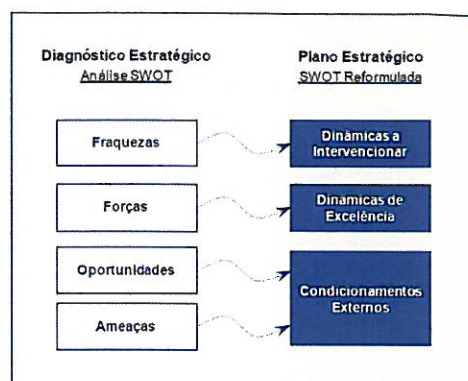 Diagnóstico Estratégico
Análise SWOT
Plano Estratégico
SWOT Reformulada
Fraquezas
Dinâmicas a
Intervencionar
Forças
Dinâmicas de
Excelência
Oportunidades
Ameaças
Condicionamentos
Externos